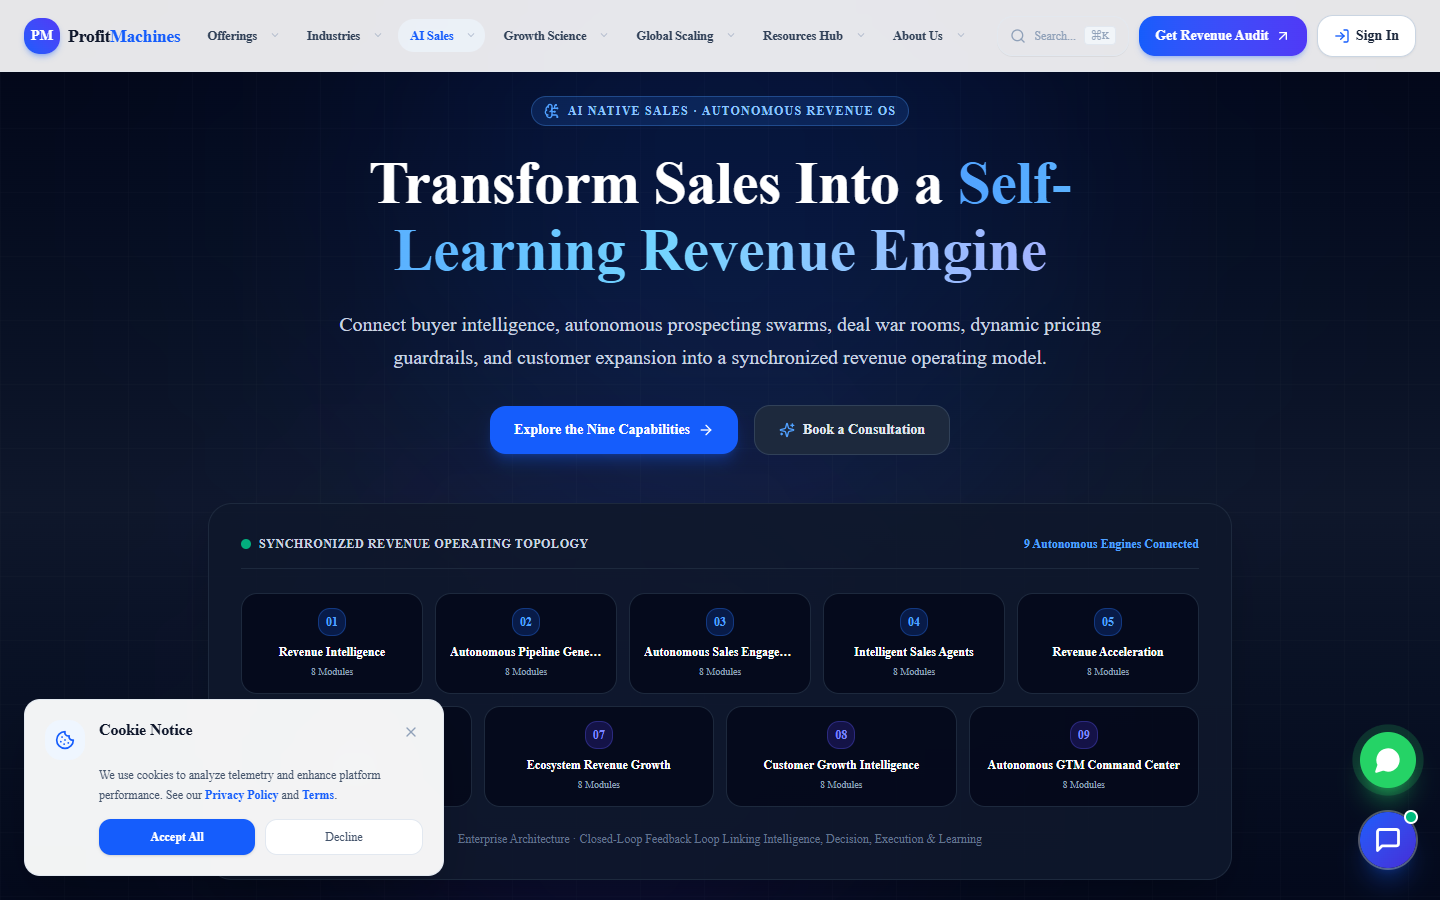 PM ProfitMachines Offerings Industries AI Sales Growth Science Global Scaling Resources Hub About Us Search... ⌘K Get Revenue Audit Sign In
AI NATIVE SALES · AUTONOMOUS REVENUE OS
Transform Sales Into a Self-
Learning Revenue Engine
Connect buyer intelligence, autonomous prospecting swarms, deal war rooms, dynamic pricing
guardrails, and customer expansion into a synchronized revenue operating model.
Explore the Nine Capabilities Book a Consultation
SYNCHRONIZED REVENUE OPERATING TOPOLOGY 9 Autonomous Engines Connected
01 02 03 04 05
Revenue Intelligence Autonomous Pipeline Gene... Autonomous Sales Engage... Intelligent Sales Agents Revenue Acceleration
8 Modules 8 Modules 8 Modules 8 Modules 8 Modules
07 08 09
Ecosystem Revenue Growth Customer Growth Intelligence Autonomous GTM Command Center
8 Modules 8 Modules 8 Modules
Enterprise Architecture · Closed-Loop Feedback Loop Linking Intelligence, Decision, Execution & Learning
Cookie Notice
We use cookies to analyze telemetry and enhance platform
performance. See our Privacy Policy and Terms.
Accept All Decline